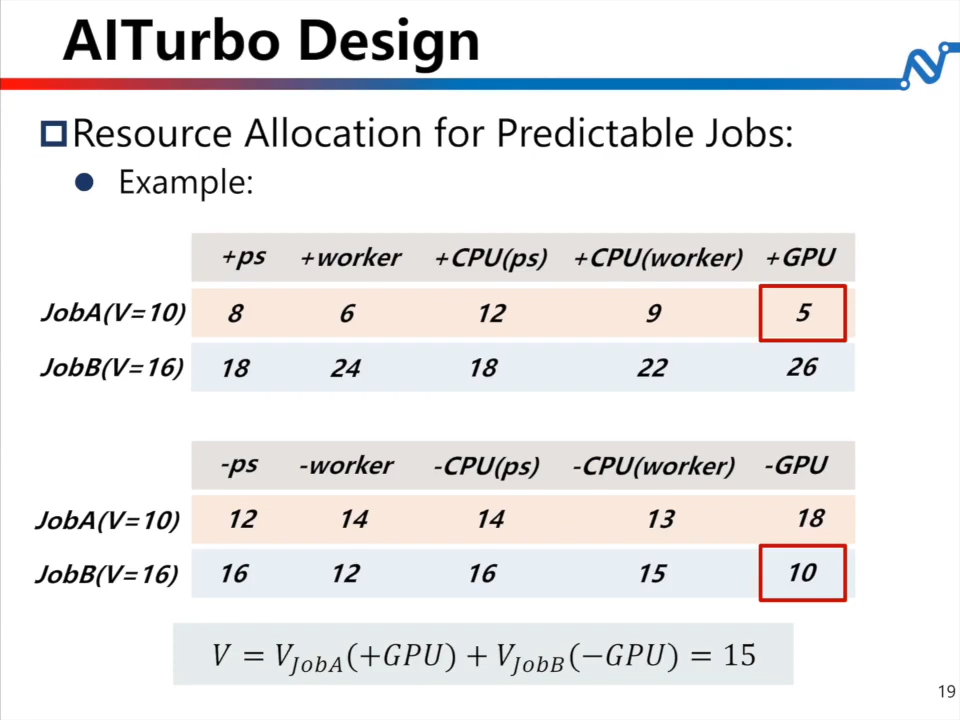 AITurbo Design
Resource Allocation for Predictable Jobs:
Example:
+ps +worker +CPU(ps) +CPU(worker) +GPU
JobA(V=10) 8 6 12 9 5
JobB(V=16) 18 24 18 22 26
-ps -worker -CPU(ps) -CPU(worker) -GPU
JobA(V=10) 12 14 14 13 18
JobB(V=16) 16 12 16 15 10
V = V_JobA(+GPU) + V_JobB(−GPU) = 15
19